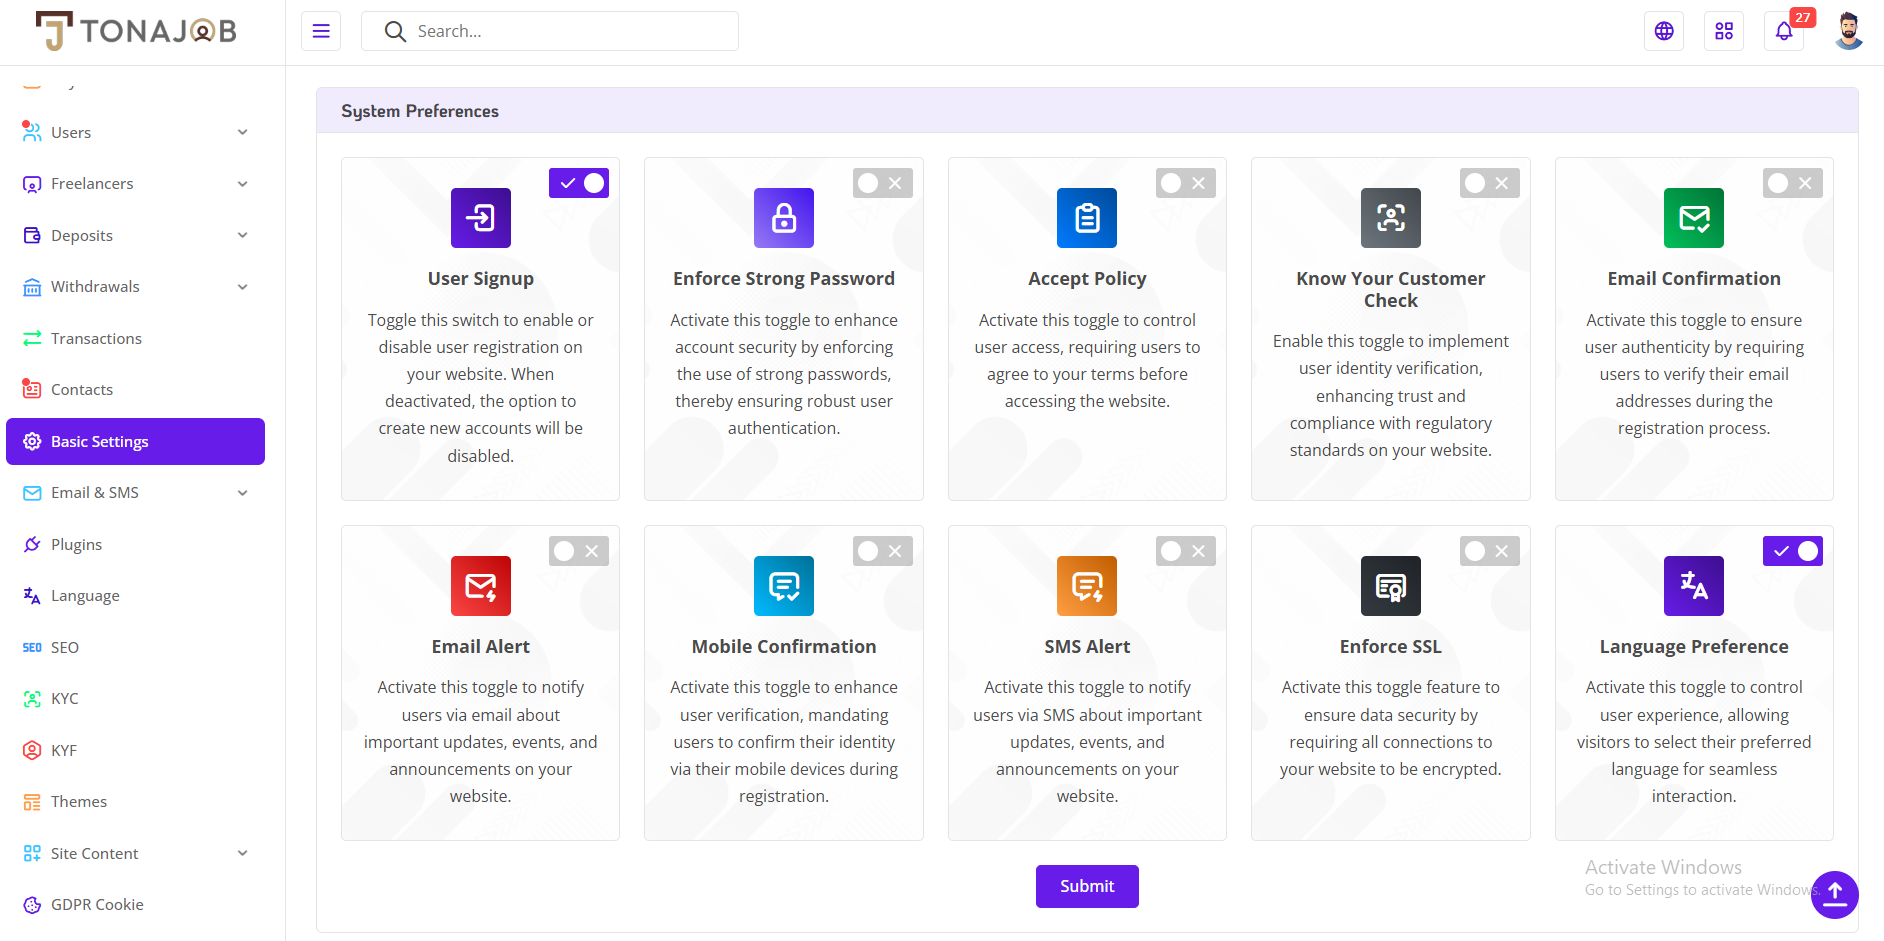 TONAJOB
Search...
27
Users
Freelancers
Deposits
Withdrawals
Transactions
Contacts
Basic Settings
Email & SMS
Plugins
Language
SEO SEO
KYC
KYF
Themes
Site Content
GDPR Cookie
System Preferences
User Signup
Toggle this switch to enable or
disable user registration on
your website. When
deactivated, the option to
create new accounts will be
disabled.
Enforce Strong Password
Activate this toggle to enhance
account security by enforcing
the use of strong passwords,
thereby ensuring robust user
authentication.
Accept Policy
Activate this toggle to control
user access, requiring users to
agree to your terms before
accessing the website.
Know Your Customer
Check
Enable this toggle to implement
user identity verification,
enhancing trust and
compliance with regulatory
standards on your website.
Email Confirmation
Activate this toggle to ensure
user authenticity by requiring
users to verify their email
addresses during the
registration process.
Email Alert
Activate this toggle to notify
users via email about
important updates, events, and
announcements on your
website.
Mobile Confirmation
Activate this toggle to enhance
user verification, mandating
users to confirm their identity
via their mobile devices during
registration.
SMS Alert
Activate this toggle to notify
users via SMS about important
updates, events, and
announcements on your
website.
Enforce SSL
Activate this toggle feature to
ensure data security by
requiring all connections to
your website to be encrypted.
Language Preference
Activate this toggle to control
user experience, allowing
visitors to select their preferred
language for seamless
interaction.
Submit
Activate Windows
Go to Settings to activate Windows.